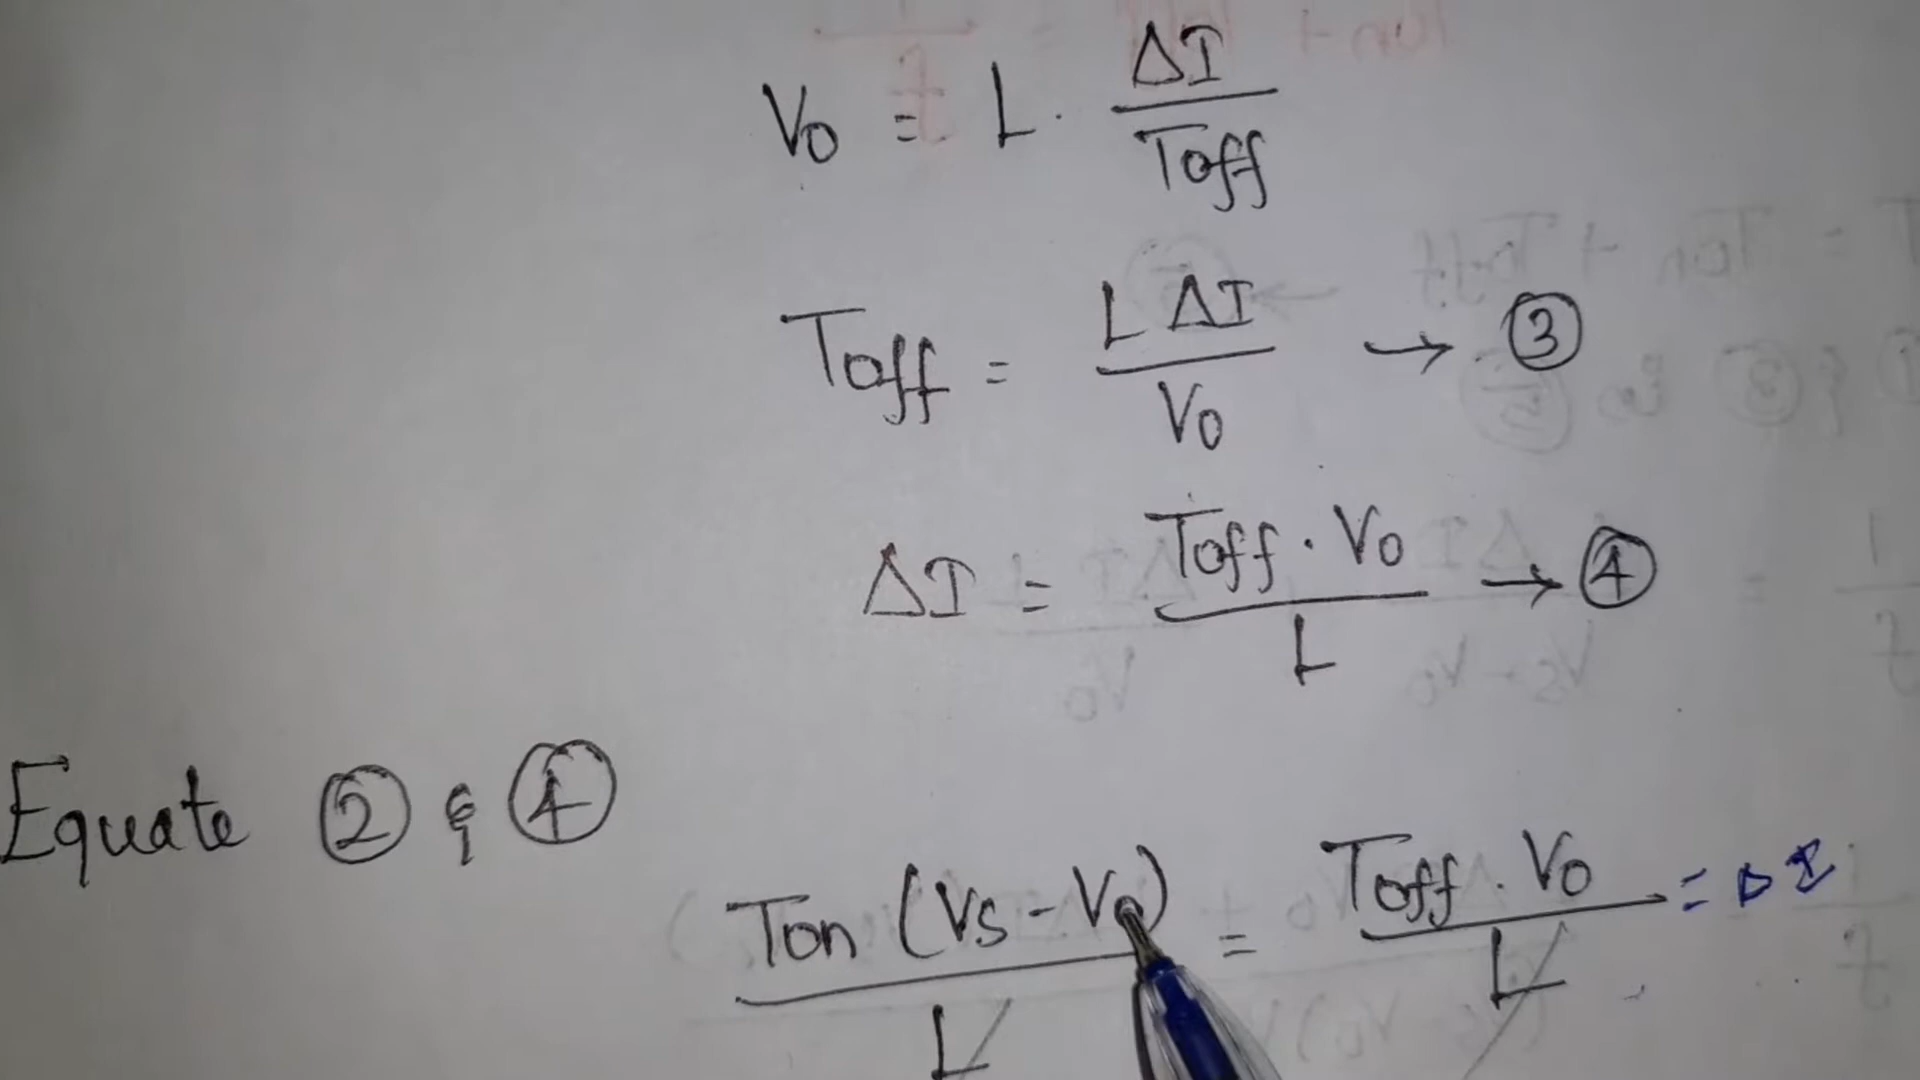 Vo = L · ΔI / Toff
Toff = L ΔI / Vo → ③
ΔI = Toff · Vo / L → ④
Equate ② & ④
Ton (Vs - Vo) / L = Toff · Vo / L = ΔI